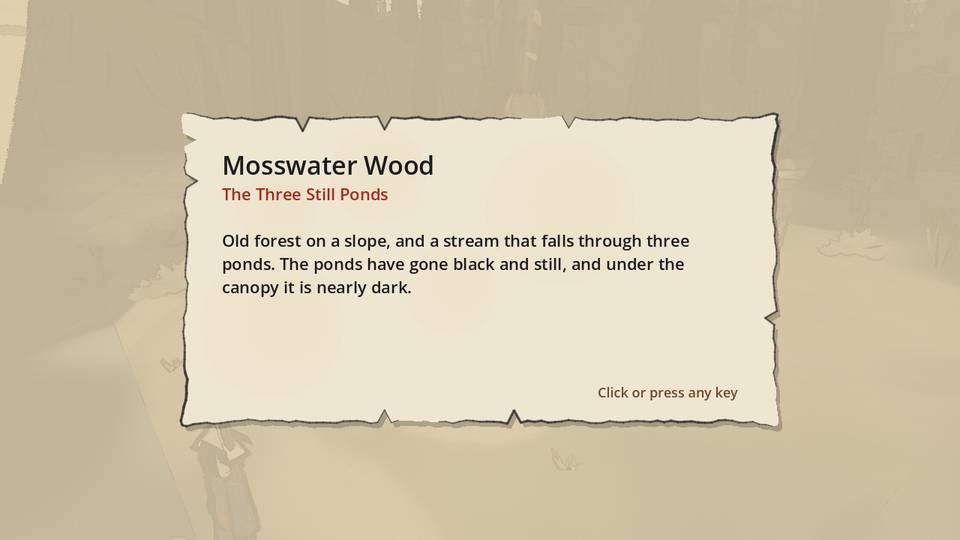 Mosswater Wood
The Three Still Ponds
Old forest on a slope, and a stream that falls through three
ponds. The ponds have gone black and still, and under the
canopy it is nearly dark.
Click or press any key